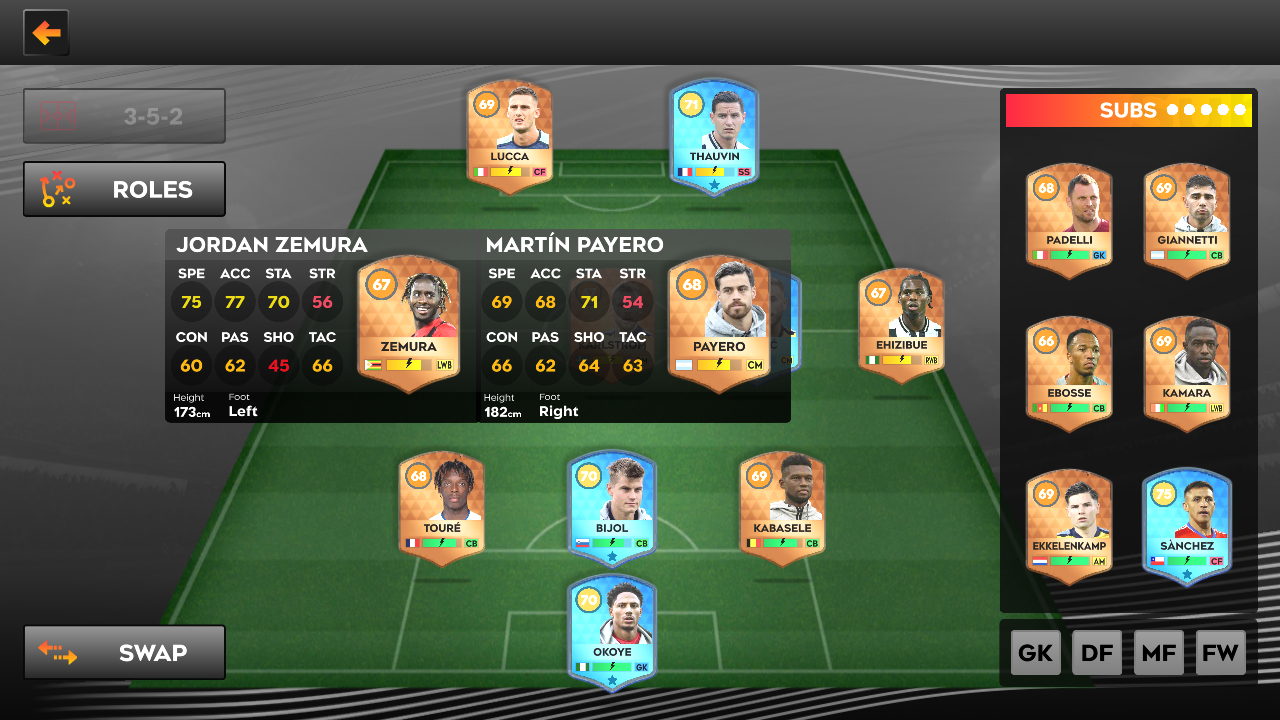 3-5-2
ROLES
69
LUCCA
CF
71
THAUVIN
SS
SUBS
68
PADELLI
GK
69
GIANNETTI
CB
JORDAN ZEMURA
SPE ACC STA STR
75 77 70 56
CON PAS SHO TAC
60 62 45 66
Height
173cm
Foot
Left
67
ZEMURA
LWB
MARTÍN PAYERO
SPE ACC STA STR
69 68 71 54
CON PAS SHO TAC
66 62 64 63
Height
182cm
Foot
Right
68
PAYERO
CM
67
EHIZIBUE
RWB
66
EBOSSE
CB
69
KAMARA
LWB
68
TOURÉ
CB
70
BIJOL
CB
69
KABASELE
CB
69
EKKELENKAMP
AM
75
SÀNCHEZ
CF
70
OKOYE
GK
SWAP
GK DF MF FW